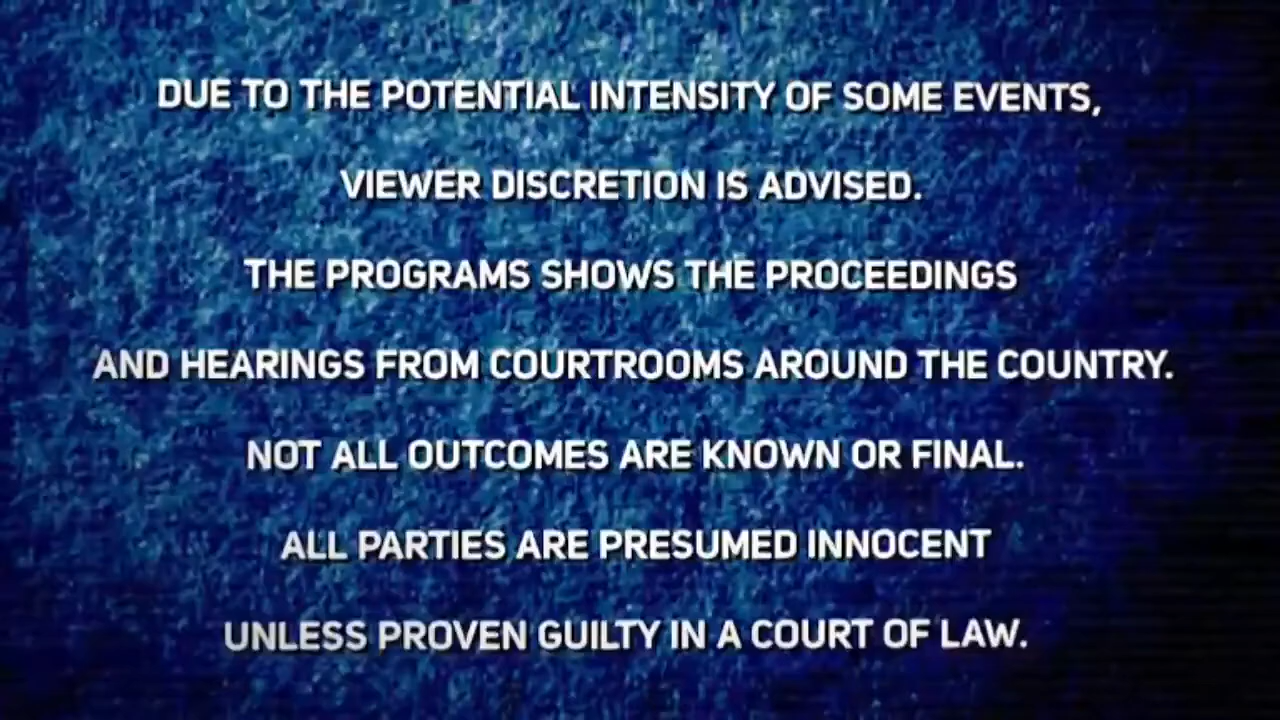 DUE TO THE POTENTIAL INTENSITY OF SOME EVENTS,
VIEWER DISCRETION IS ADVISED.
THE PROGRAMS SHOWS THE PROCEEDINGS
AND HEARINGS FROM COURTROOMS AROUND THE COUNTRY.
NOT ALL OUTCOMES ARE KNOWN OR FINAL.
ALL PARTIES ARE PRESUMED INNOCENT
UNLESS PROVEN GUILTY IN A COURT OF LAW.